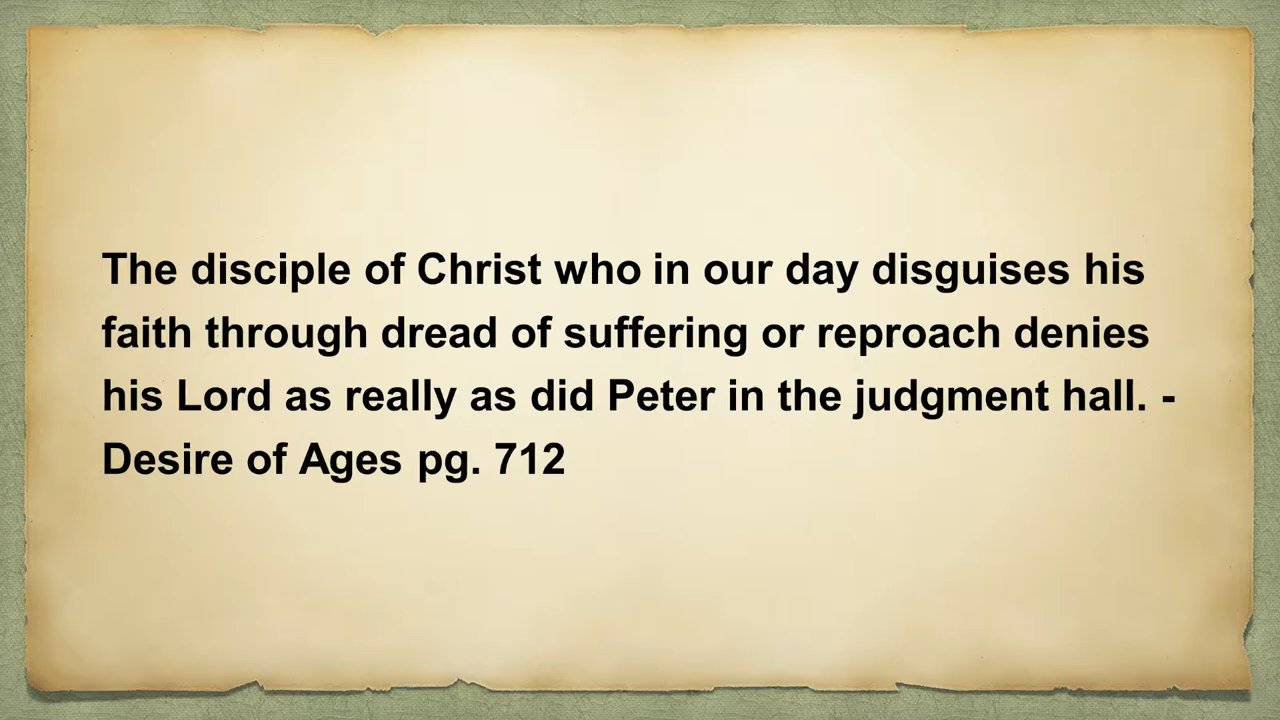 The disciple of Christ who in our day disguises his
faith through dread of suffering or reproach denies
his Lord as really as did Peter in the judgment hall. -
Desire of Ages pg. 712